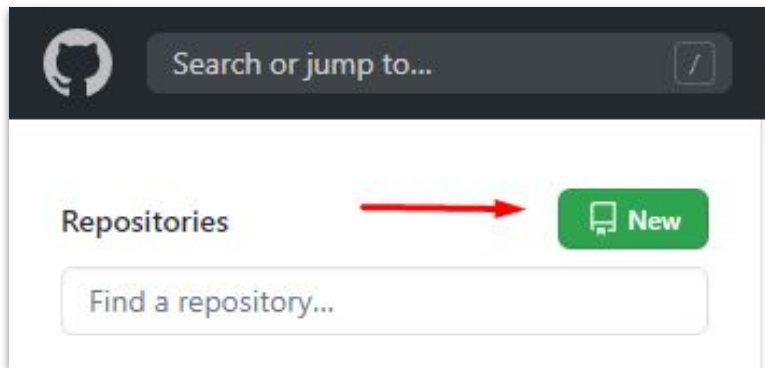 Search or jump to...
/
Repositories
New
Find a repository...